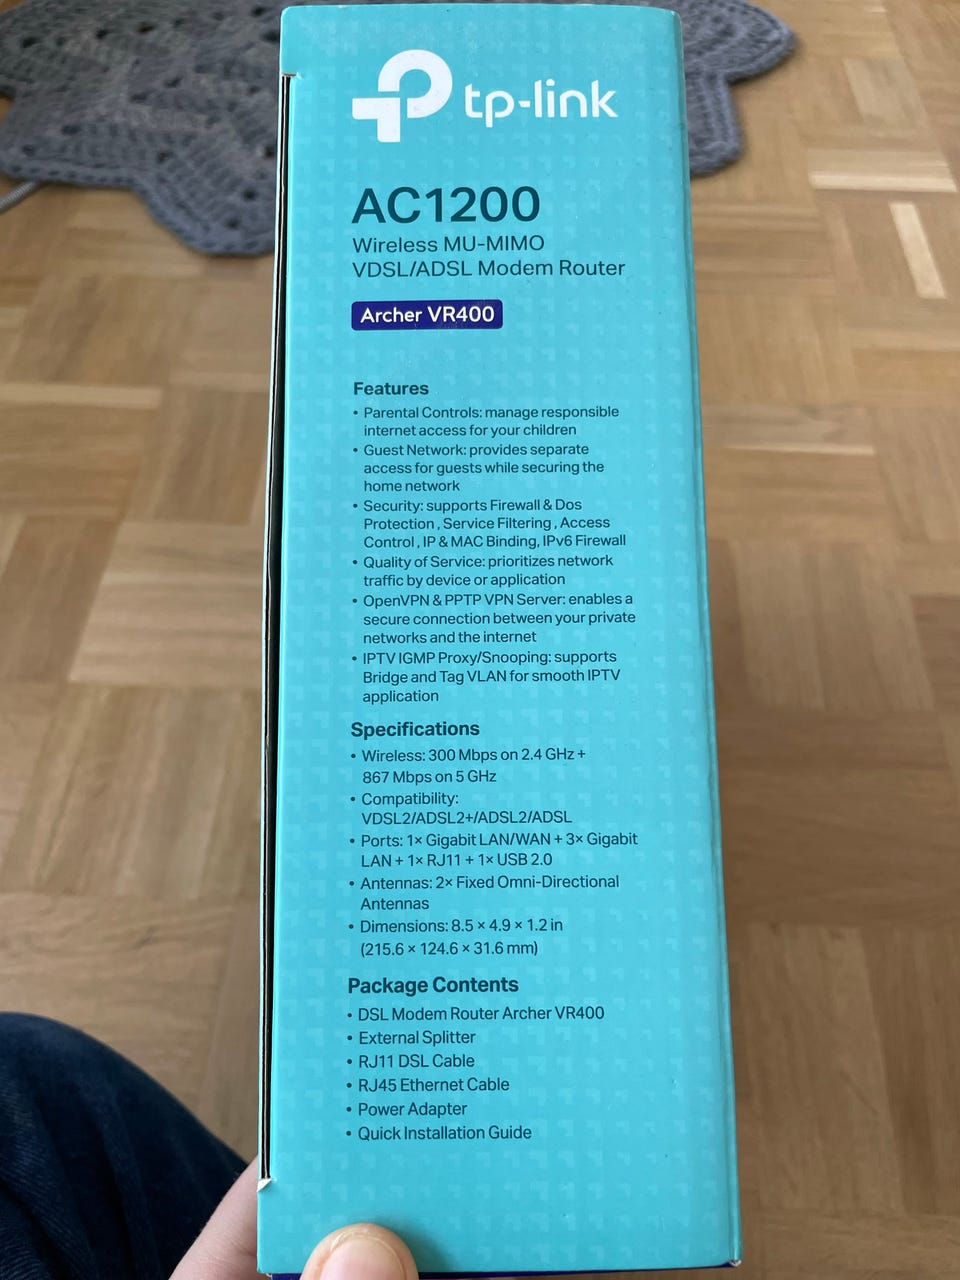 tp-link
AC1200
Wireless MU-MIMO
VDSL/ADSL Modem Router
Archer VR400
Features
• Parental Controls: manage responsible
internet access for your children
• Guest Network: provides separate
access for guests while securing the
home network
• Security: supports Firewall & Dos
Protection , Service Filtering , Access
Control , IP & MAC Binding, IPv6 Firewall
• Quality of Service: prioritizes network
traffic by device or application
• OpenVPN & PPTP VPN Server: enables a
secure connection between your private
networks and the internet
• IPTV IGMP Proxy/Snooping: supports
Bridge and Tag VLAN for smooth IPTV
application
Specifications
• Wireless: 300 Mbps on 2.4 GHz +
867 Mbps on 5 GHz
• Compatibility:
VDSL2/ADSL2+/ADSL2/ADSL
• Ports: 1× Gigabit LAN/WAN + 3× Gigabit
LAN + 1× RJ11 + 1× USB 2.0
• Antennas: 2× Fixed Omni-Directional
Antennas
• Dimensions: 8.5 × 4.9 × 1.2 in
(215.6 × 124.6 × 31.6 mm)
Package Contents
• DSL Modem Router Archer VR400
• External Splitter
• RJ11 DSL Cable
• RJ45 Ethernet Cable
• Power Adapter
• Quick Installation Guide